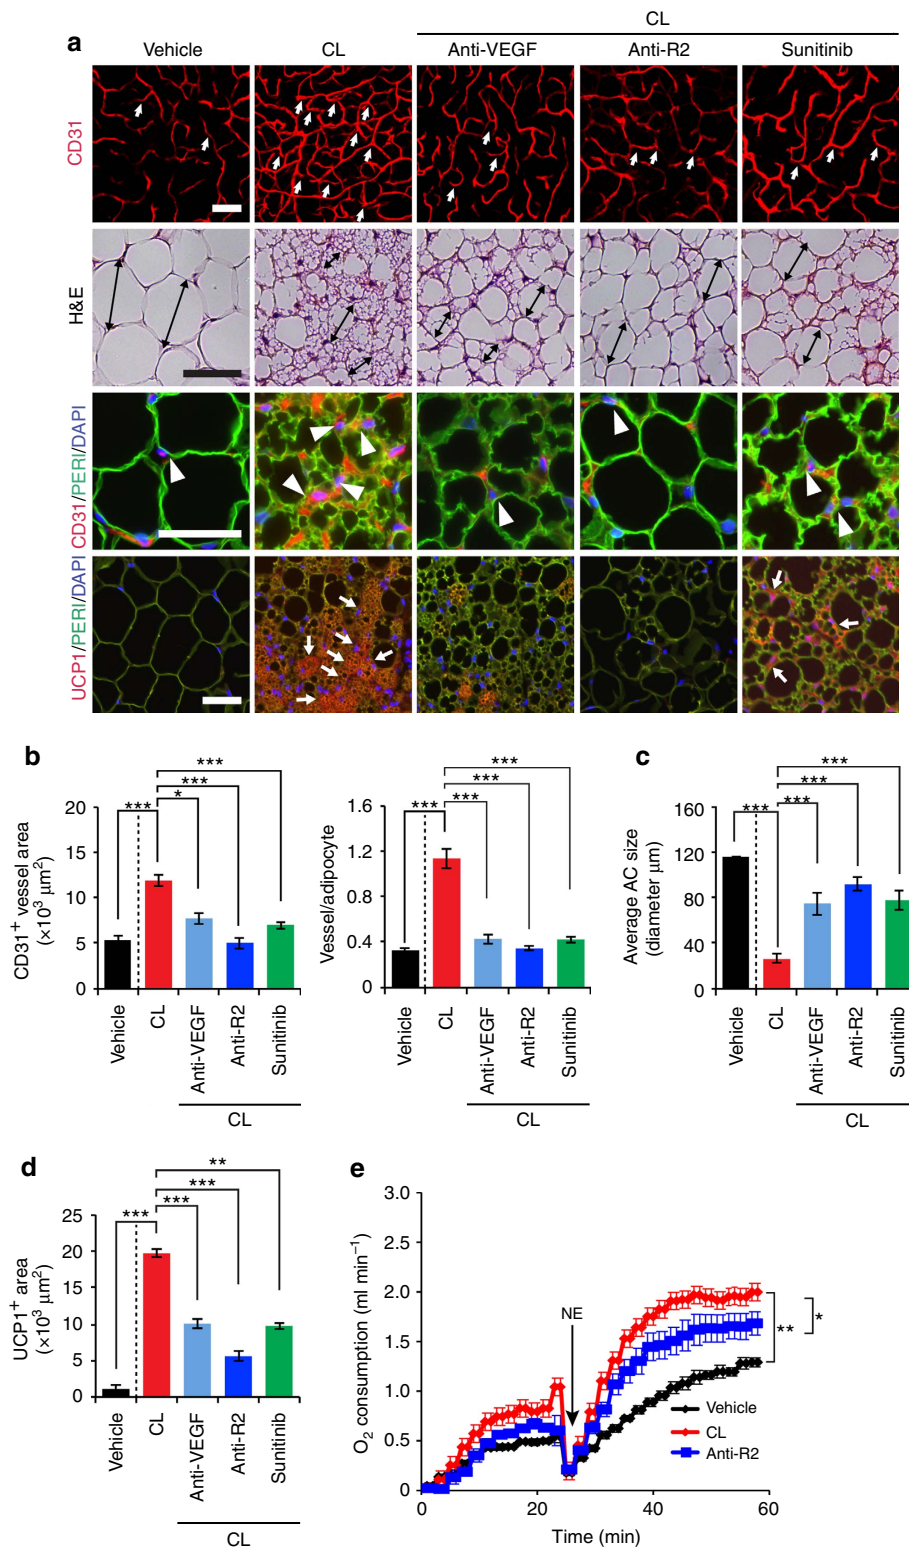 CL
a
Vehicle CL Anti-VEGF Anti-R2 Sunitinib
CD31
H&E
CD31/PERI/DAPI
UCP1/PERI/DAPI
b
***
***
*
***
20
15
10
5
0
CD31+ vessel area
(×10³ μm²)
Vehicle
CL
Anti-VEGF
Anti-R2
Sunitinib
CL
***
***
***
***
1.6
1.2
0.8
0.4
0
Vessel/adipocyte
Vehicle
CL
Anti-VEGF
Anti-R2
Sunitinib
CL
c
***
***
***
***
160
120
80
40
0
Average AC size
(diameter μm)
Vehicle
CL
Anti-VEGF
Anti-R2
Sunitinib
CL
d
**
***
***
***
25
20
15
10
5
0
UCP1+ area
(×10³ μm²)
Vehicle
CL
Anti-VEGF
Anti-R2
Sunitinib
CL
e
3.0
2.5
2.0
1.5
1.0
0.5
0
O₂ consumption (ml min⁻¹)
NE
**
*
Vehicle
CL
Anti-R2
0 20 40 60
Time (min)